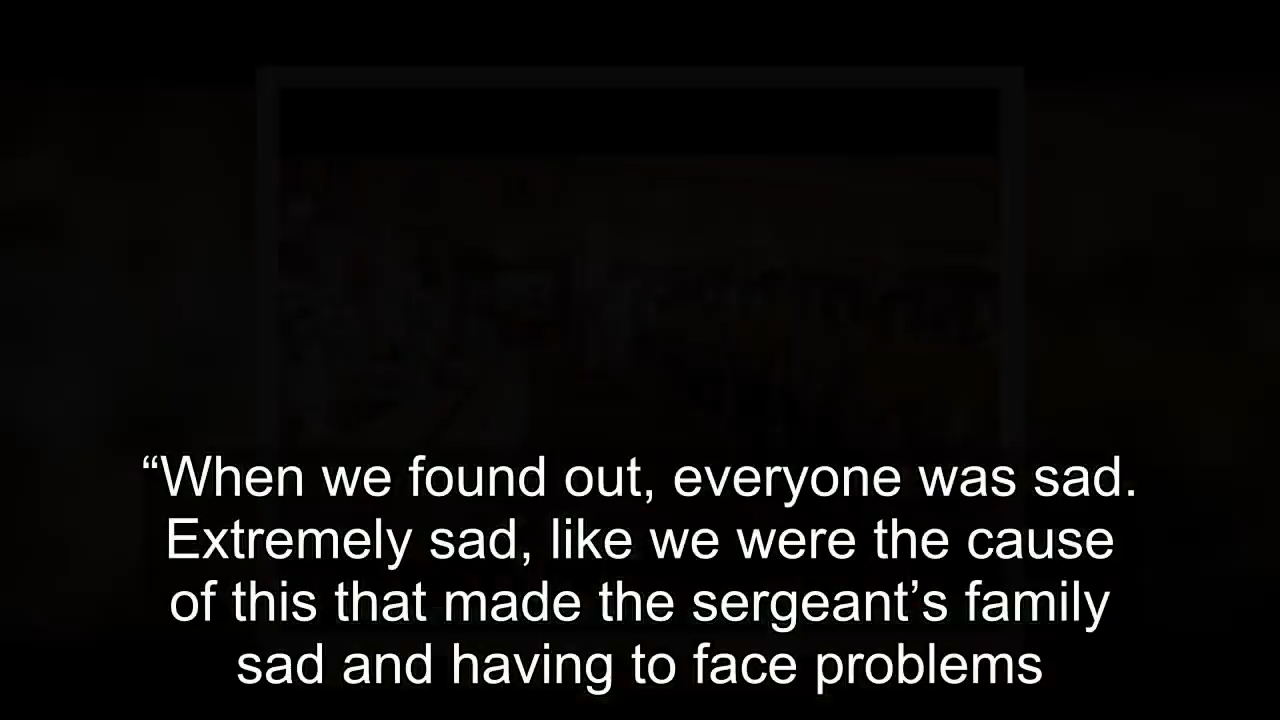 “When we found out, everyone was sad.
Extremely sad, like we were the cause
of this that made the sergeant’s family
sad and having to face problems